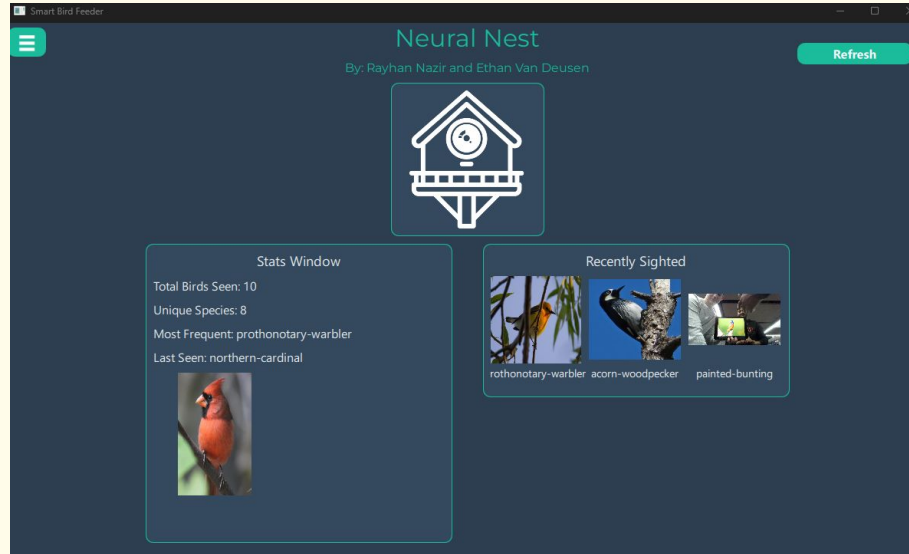 Smart Bird Feeder
Neural Nest
By: Rayhan Nazir and Ethan Van Deusen
Refresh
Stats Window
Total Birds Seen: 10
Unique Species: 8
Most Frequent: prothonotary-warbler
Last Seen: northern-cardinal
Recently Sighted
rothonotary-warbler acorn-woodpecker painted-bunting